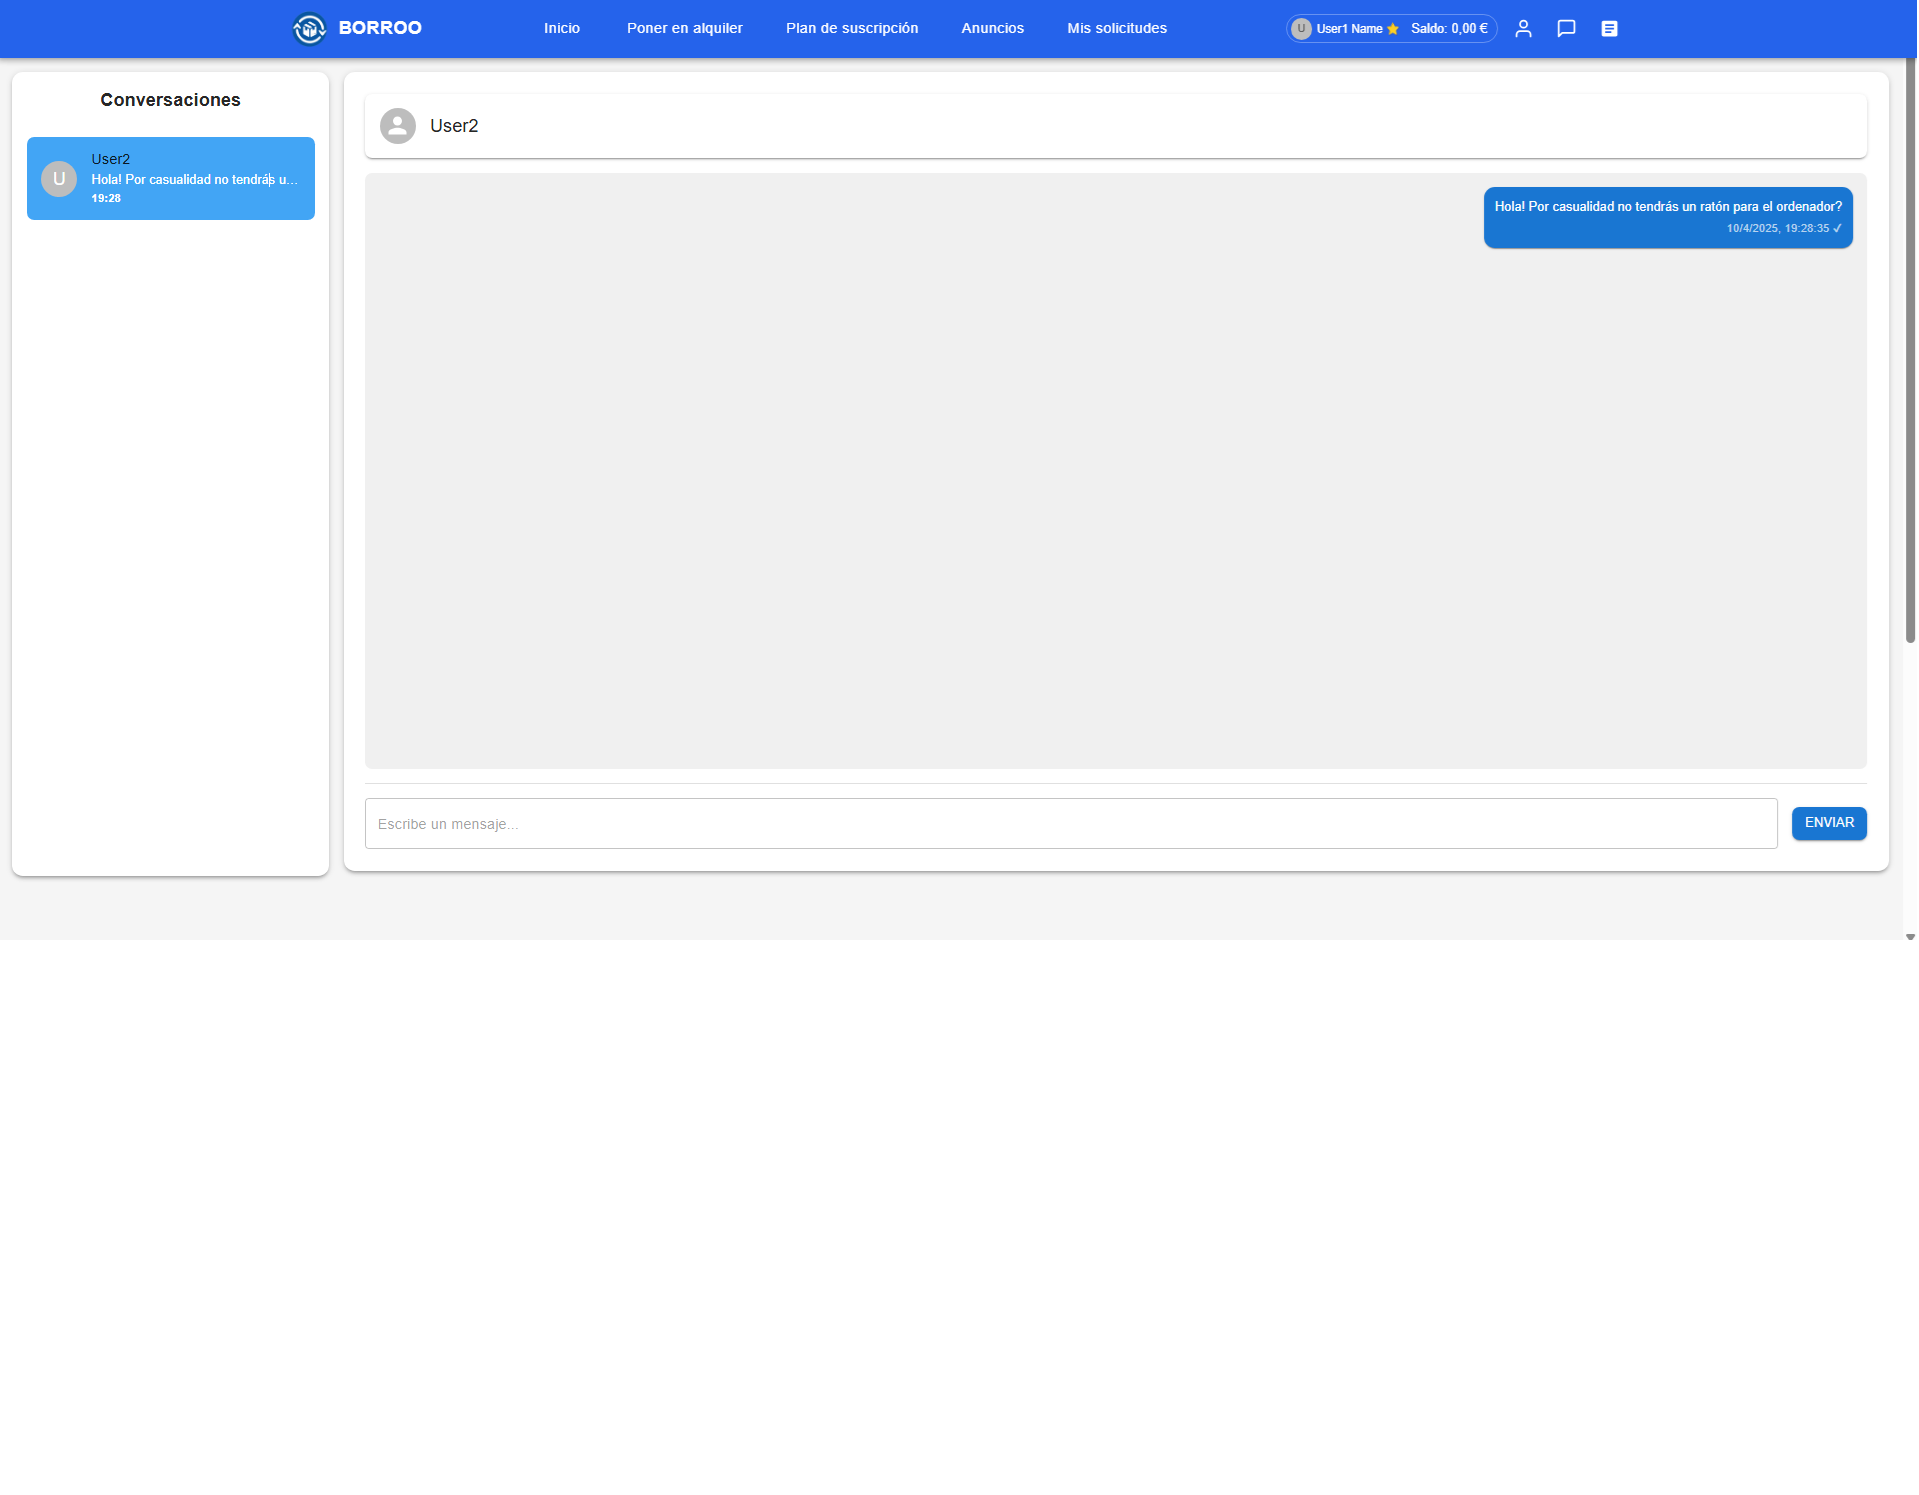 BORROO
Inicio
Poner en alquiler
Plan de suscripción
Anuncios
Mis solicitudes
U
User1 Name
Saldo: 0,00 €
Conversaciones
U
User2
Hola! Por casualidad no tendrás u...
19:28
User2
Hola! Por casualidad no tendrás un ratón para el ordenador?
10/4/2025, 19:28:35 ✓
Escribe un mensaje...
ENVIAR